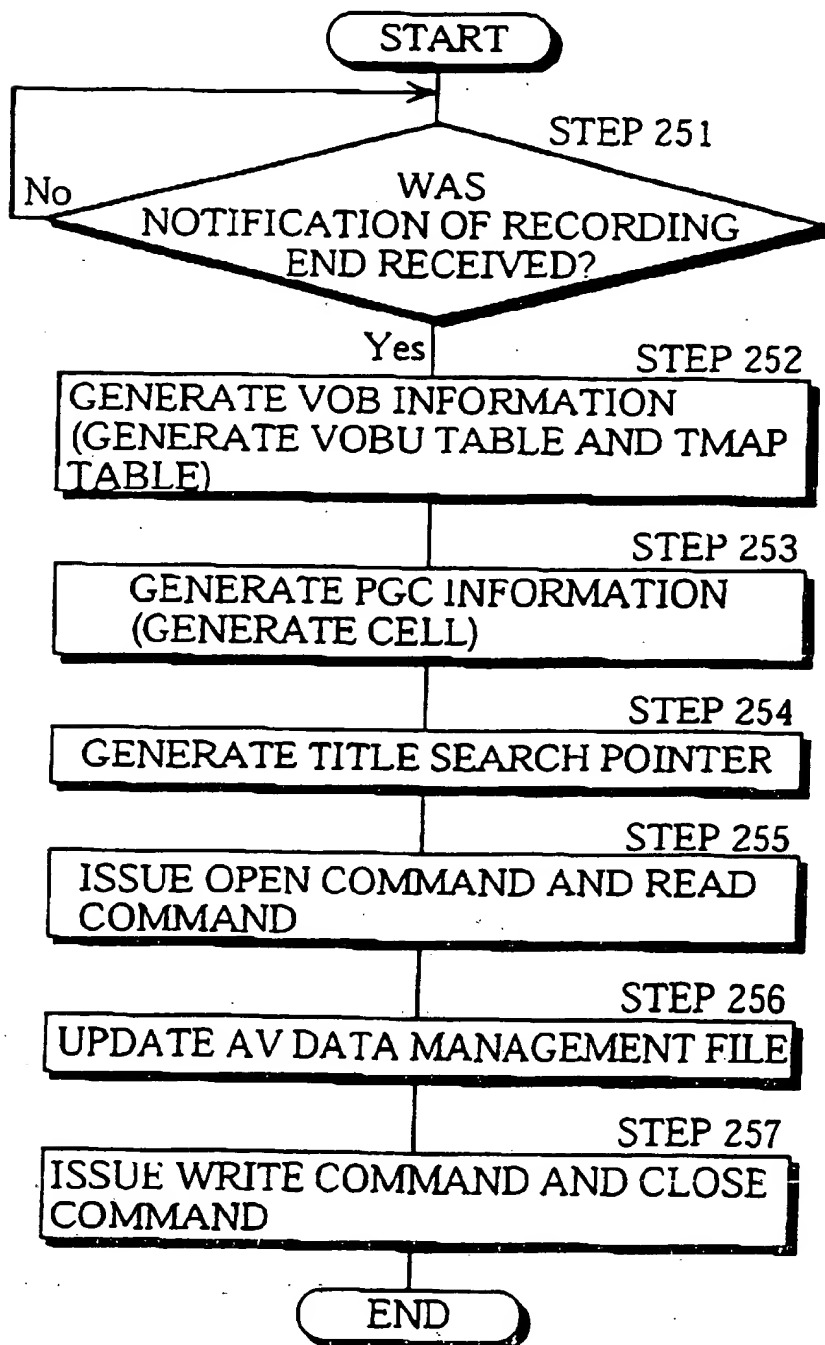 START
STEP 251
No
WAS
NOTIFICATION OF RECORDING
END RECEIVED?
Yes
STEP 252
GENERATE VOB INFORMATION
(GENERATE VOBU TABLE AND TMAP
TABLE)
STEP 253
GENERATE PGC INFORMATION
(GENERATE CELL)
STEP 254
GENERATE TITLE SEARCH POINTER
STEP 255
ISSUE OPEN COMMAND AND READ
COMMAND
STEP 256
UPDATE AV DATA MANAGEMENT FILE
STEP 257
ISSUE WRITE COMMAND AND CLOSE
COMMAND
END